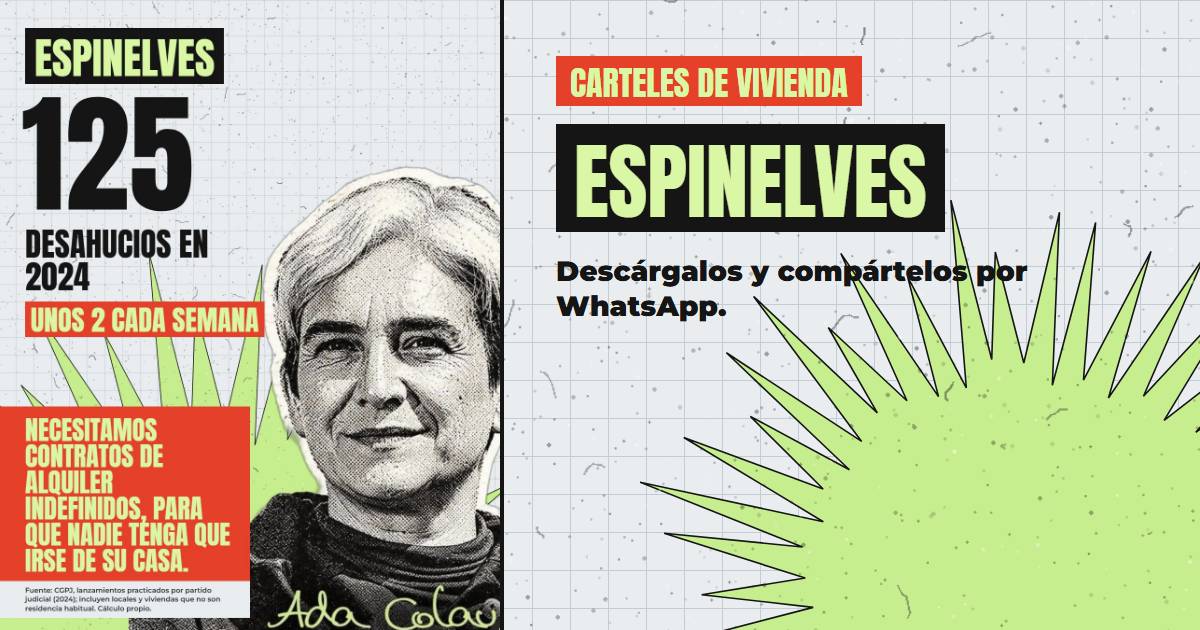 ESPINELVES
125
DESAHUCIOS EN
2024
UNOS 2 CADA SEMANA
NECESITAMOS
CONTRATOS DE
ALQUILER
INDEFINIDOS, PARA
QUE NADIE TENGA QUE
IRSE DE SU CASA.
Fuente: CGPJ, lanzamientos practicados por partido
judicial (2024); incluyen locales y viviendas que no son
residencia habitual. Cálculo propio.
Ada Colau
CARTELES DE VIVIENDA
ESPINELVES
Descárgalos y compártelos por
WhatsApp.